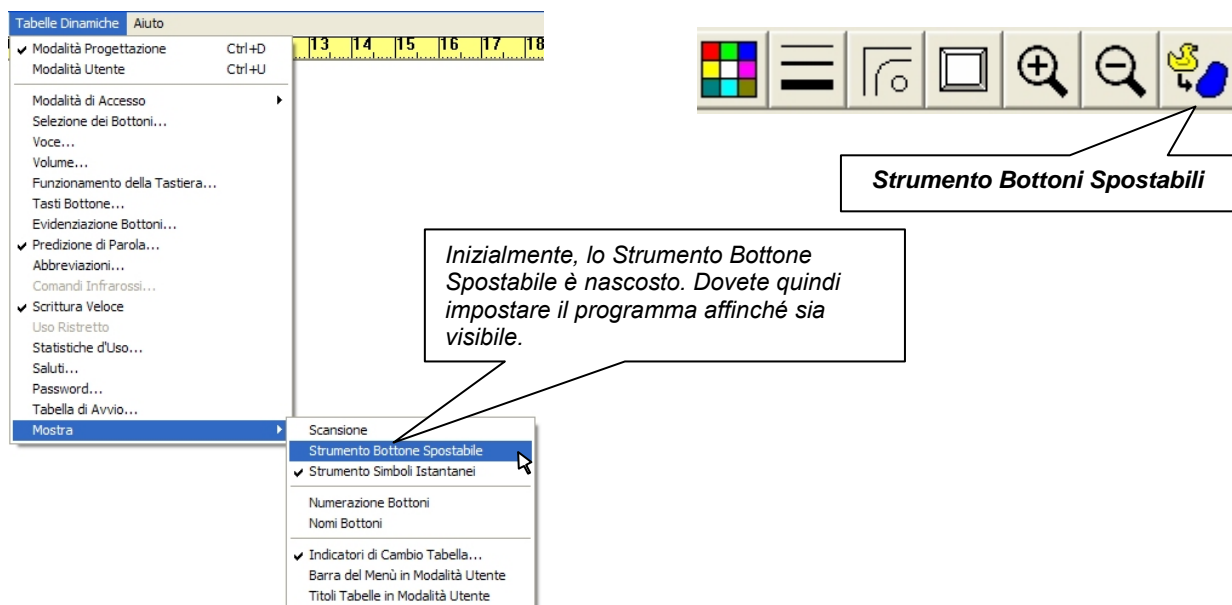 Tabelle Dinamiche Aiuto
13 14 15 16 17 18
Modalità Progettazione Ctrl+D
Modalità Utente Ctrl+U
Modalità di Accesso
Selezione dei Bottoni...
Voce...
Volume...
Funzionamento della Tastiera...
Tasti Bottone...
Evidenziazione Bottoni...
Predizione di Parola...
Abbreviazioni...
Comandi Infrarossi...
Scrittura Veloce
Uso Ristretto
Statistiche d'Uso...
Saluti...
Password...
Tabella di Avvio...
Mostra
Scansione
Strumento Bottone Spostabile
Strumento Simboli Istantanei
Numerazione Bottoni
Nomi Bottoni
Indicatori di Cambio Tabella...
Barra del Menù in Modalità Utente
Titoli Tabelle in Modalità Utente
Inizialmente, lo Strumento Bottone
Spostabile è nascosto. Dovete quindi
impostare il programma affinché sia
visibile.
Strumento Bottoni Spostabili